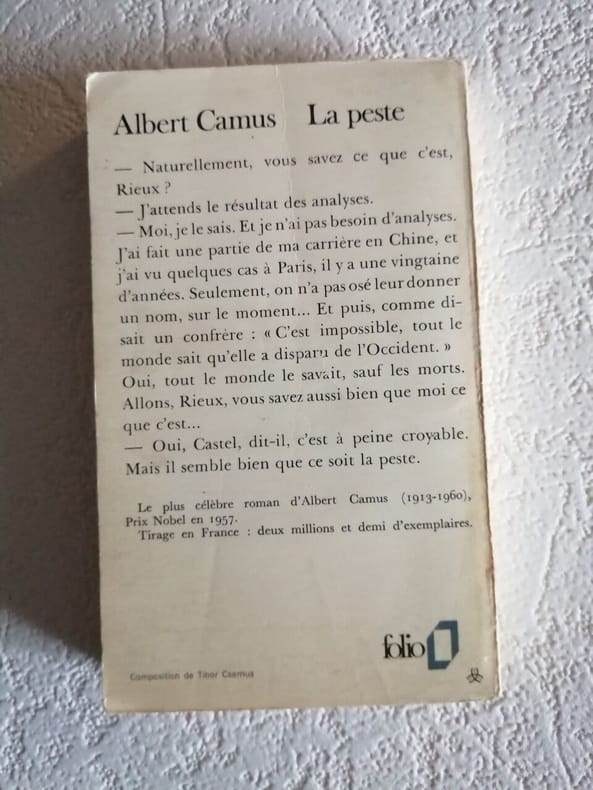 Albert Camus La peste
— Naturellement, vous savez ce que c'est,
Rieux ?
— J'attends le résultat des analyses.
— Moi, je le sais. Et je n'ai pas besoin d'analyses.
J'ai fait une partie de ma carrière en Chine, et
j'ai vu quelques cas à Paris, il y a une vingtaine
d'années. Seulement, on n'a pas osé leur donner
un nom, sur le moment... Et puis, comme di-
sait un confrère : « C'est impossible, tout le
monde sait qu'elle a disparu de l'Occident. »
Oui, tout le monde le savait, sauf les morts.
Allons, Rieux, vous savez aussi bien que moi ce
que c'est...
— Oui, Castel, dit-il, c'est à peine croyable.
Mais il semble bien que ce soit la peste.
Le plus célèbre roman d'Albert Camus (1913-1960),
Prix Nobel en 1957.
Tirage en France : deux millions et demi d'exemplaires.
folio
Composition de Tibor Csernus